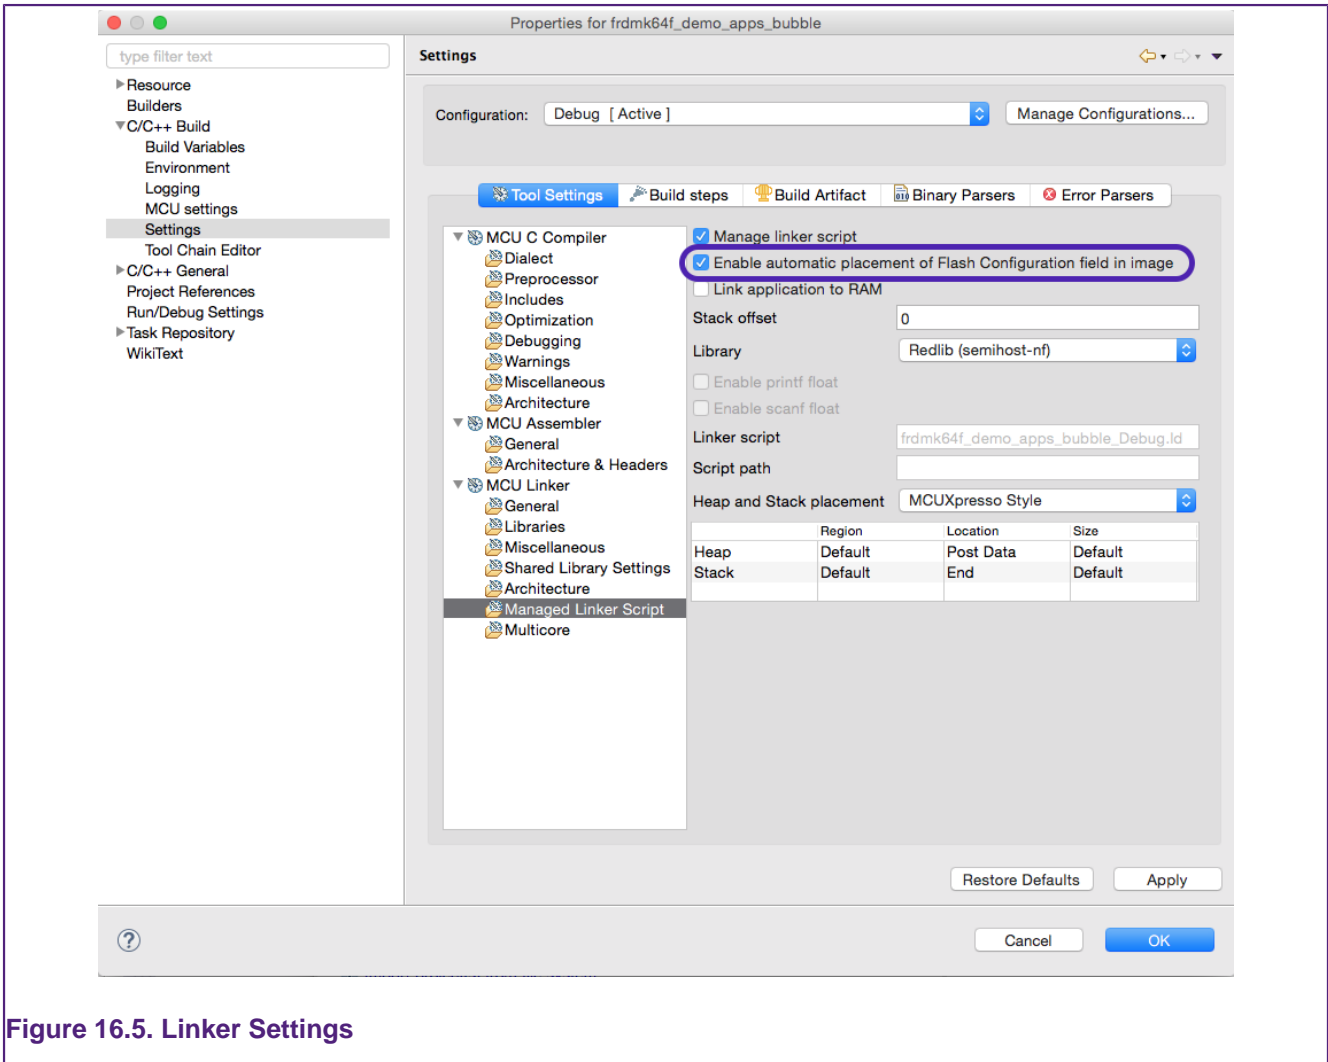 Properties for frdmk64f_demo_apps_bubble
type filter text
Resource
Builders
C/C++ Build
Build Variables
Environment
Logging
MCU settings
Settings
Tool Chain Editor
C/C++ General
Project References
Run/Debug Settings
Task Repository
WikiText
Settings
Configuration: Debug [ Active ] Manage Configurations...
Tool Settings Build steps Build Artifact Binary Parsers Error Parsers
MCU C Compiler
Dialect
Preprocessor
Includes
Optimization
Debugging
Warnings
Miscellaneous
Architecture
MCU Assembler
General
Architecture & Headers
MCU Linker
General
Libraries
Miscellaneous
Shared Library Settings
Architecture
Managed Linker Script
Multicore
Manage linker script
Enable automatic placement of Flash Configuration field in image
Link application to RAM
Stack offset 0
Library Redlib (semihost-nf)
Enable printf float
Enable scanf float
Linker script frdmk64f_demo_apps_bubble_Debug.ld
Script path
Heap and Stack placement MCUXpresso Style
Region Location Size
Heap Default Post Data Default
Stack Default End Default
Restore Defaults Apply
? Cancel OK
Figure 16.5. Linker Settings